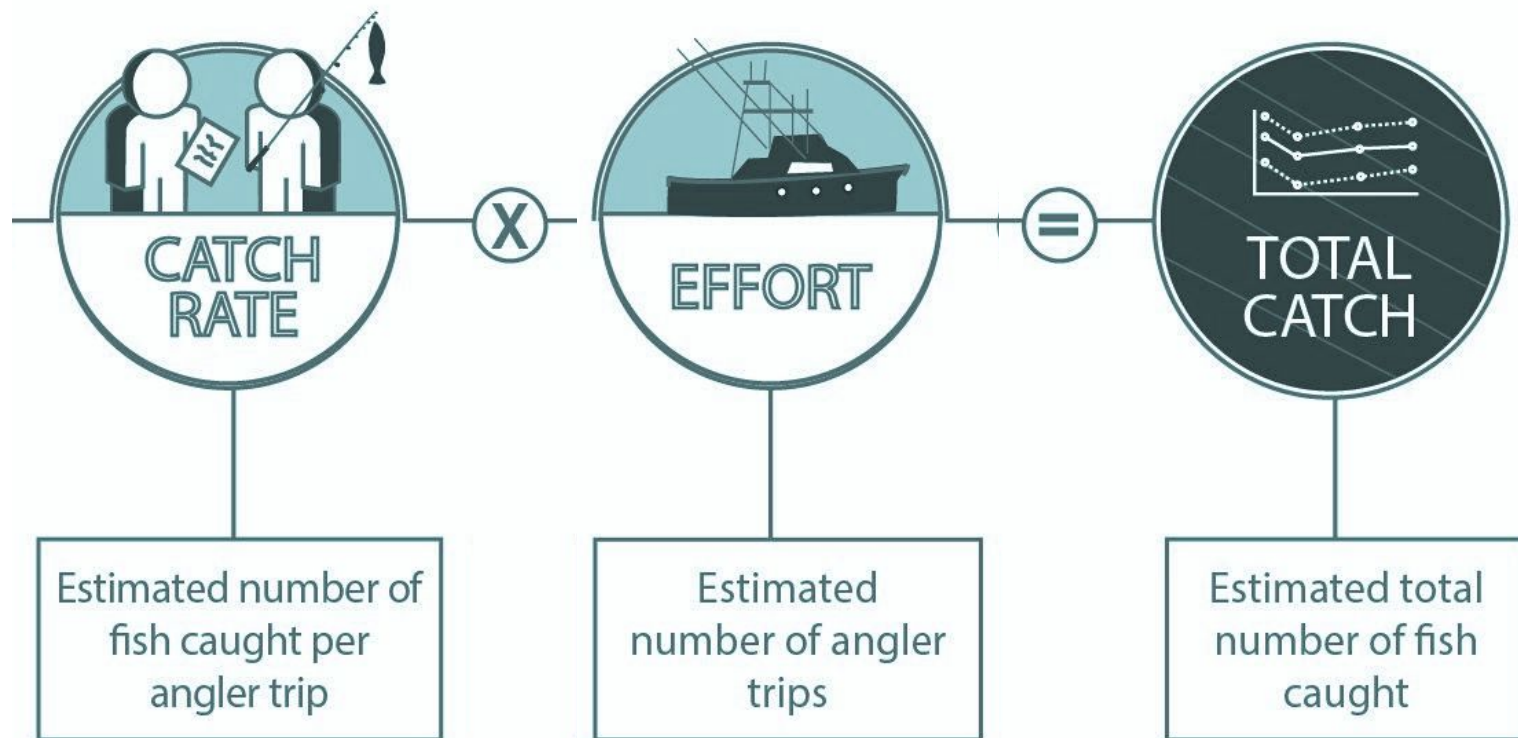 CATCH
RATE
X
EFFORT
=
TOTAL
CATCH
Estimated number of
fish caught per
angler trip
Estimated
number of angler
trips
Estimated total
number of fish
caught